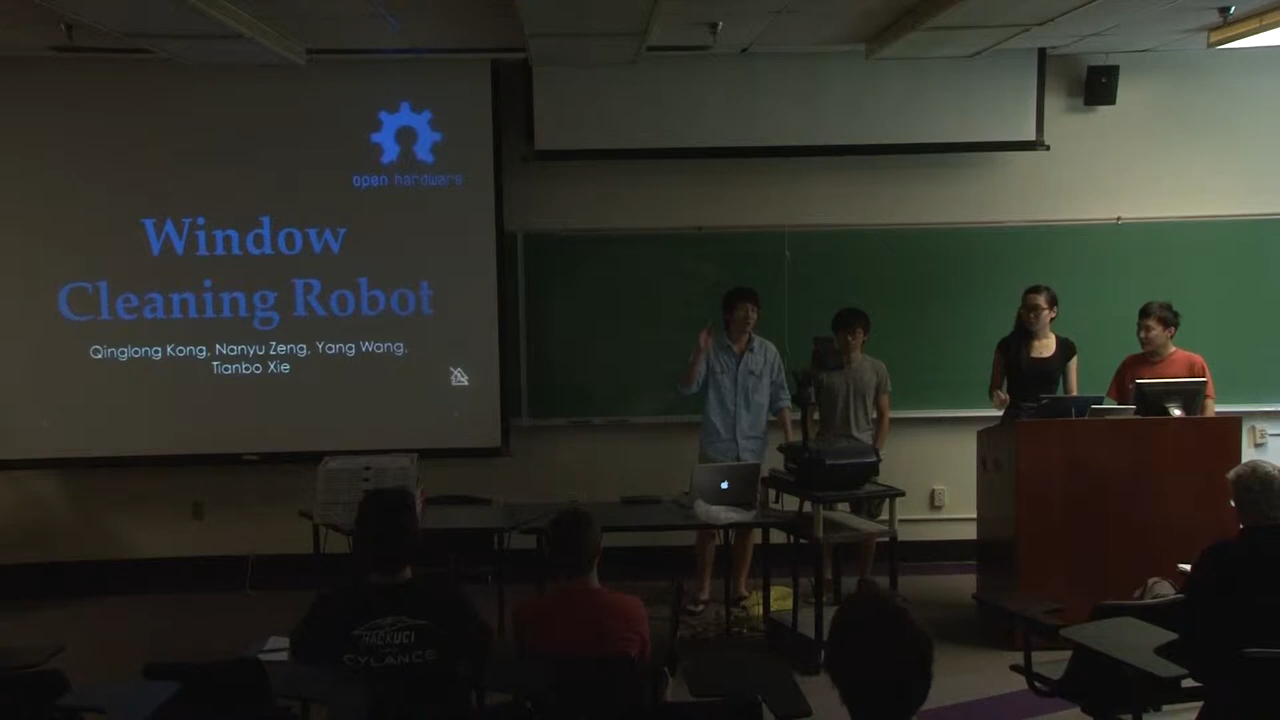 open hardware
Window
Cleaning Robot
Qinglong Kong, Nanyu Zeng, Yang Wang,
Tianbo Xie
HACKUCI
CYLANCE